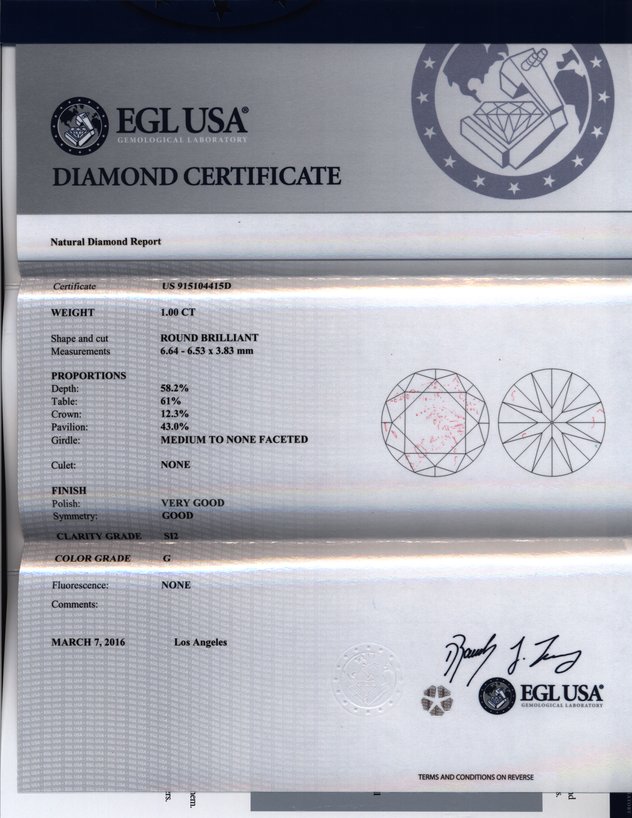 EGL USA®
GEMOLOGICAL LABORATORY
DIAMOND CERTIFICATE
Natural Diamond Report
Certificate US 915104415D
WEIGHT 1.00 CT
Shape and cut ROUND BRILLIANT
Measurements 6.64 - 6.53 x 3.83 mm
PROPORTIONS
Depth: 58.2%
Table: 61%
Crown: 12.3%
Pavilion: 43.0%
Girdle: MEDIUM TO NONE FACETED
Culet: NONE
FINISH
Polish: VERY GOOD
Symmetry: GOOD
CLARITY GRADE SI2
COLOR GRADE G
Fluorescence: NONE
Comments:
MARCH 7, 2016 Los Angeles
EGL USA®
GEMOLOGICAL LABORATORY
TERMS AND CONDITIONS ON REVERSE